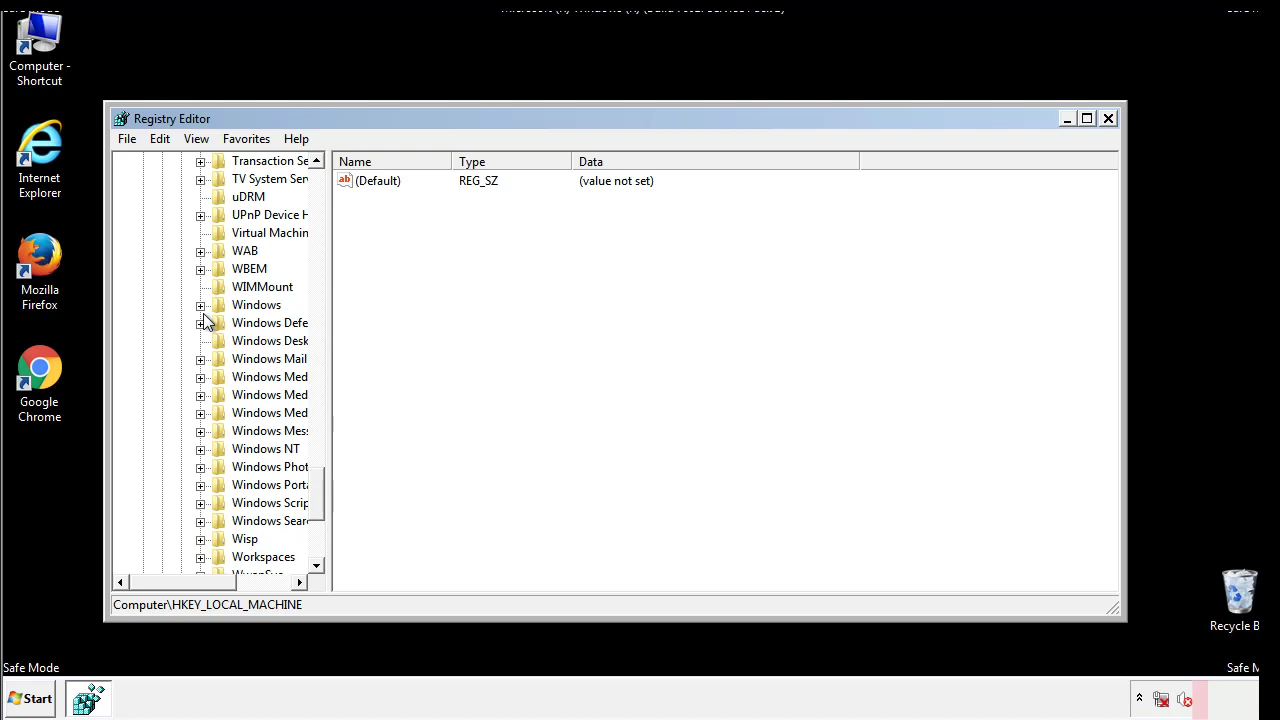 Computer -
Shortcut
Internet
Explorer
Mozilla
Firefox
Google
Chrome
Registry Editor
File Edit View Favorites Help
Transaction Se
TV System Serv
uDRM
UPnP Device H
Virtual Machin
WAB
WBEM
WIMMount
Windows
Windows Defe
Windows Desk
Windows Mail
Windows Med
Windows Med
Windows Med
Windows Mess
Windows NT
Windows Phot
Windows Porta
Windows Scrip
Windows Sear
Wisp
Workspaces
Name Type Data
ab (Default) REG_SZ (value not set)
Computer\HKEY_LOCAL_MACHINE
Recycle B
Safe Mode
Safe M
Start